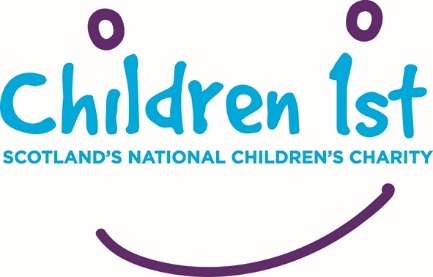 Children 1st
SCOTLAND'S NATIONAL CHILDREN'S CHARITY